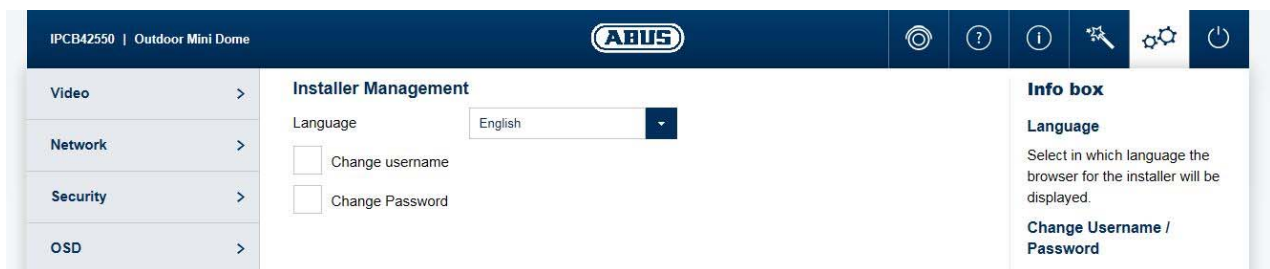 IPCB42550 | Outdoor Mini Dome
ABUS
Video
Network
Security
OSD
Installer Management
Language English
Change username
Change Password
Info box
Language
Select in which language the
browser for the installer will be
displayed.
Change Username /
Password